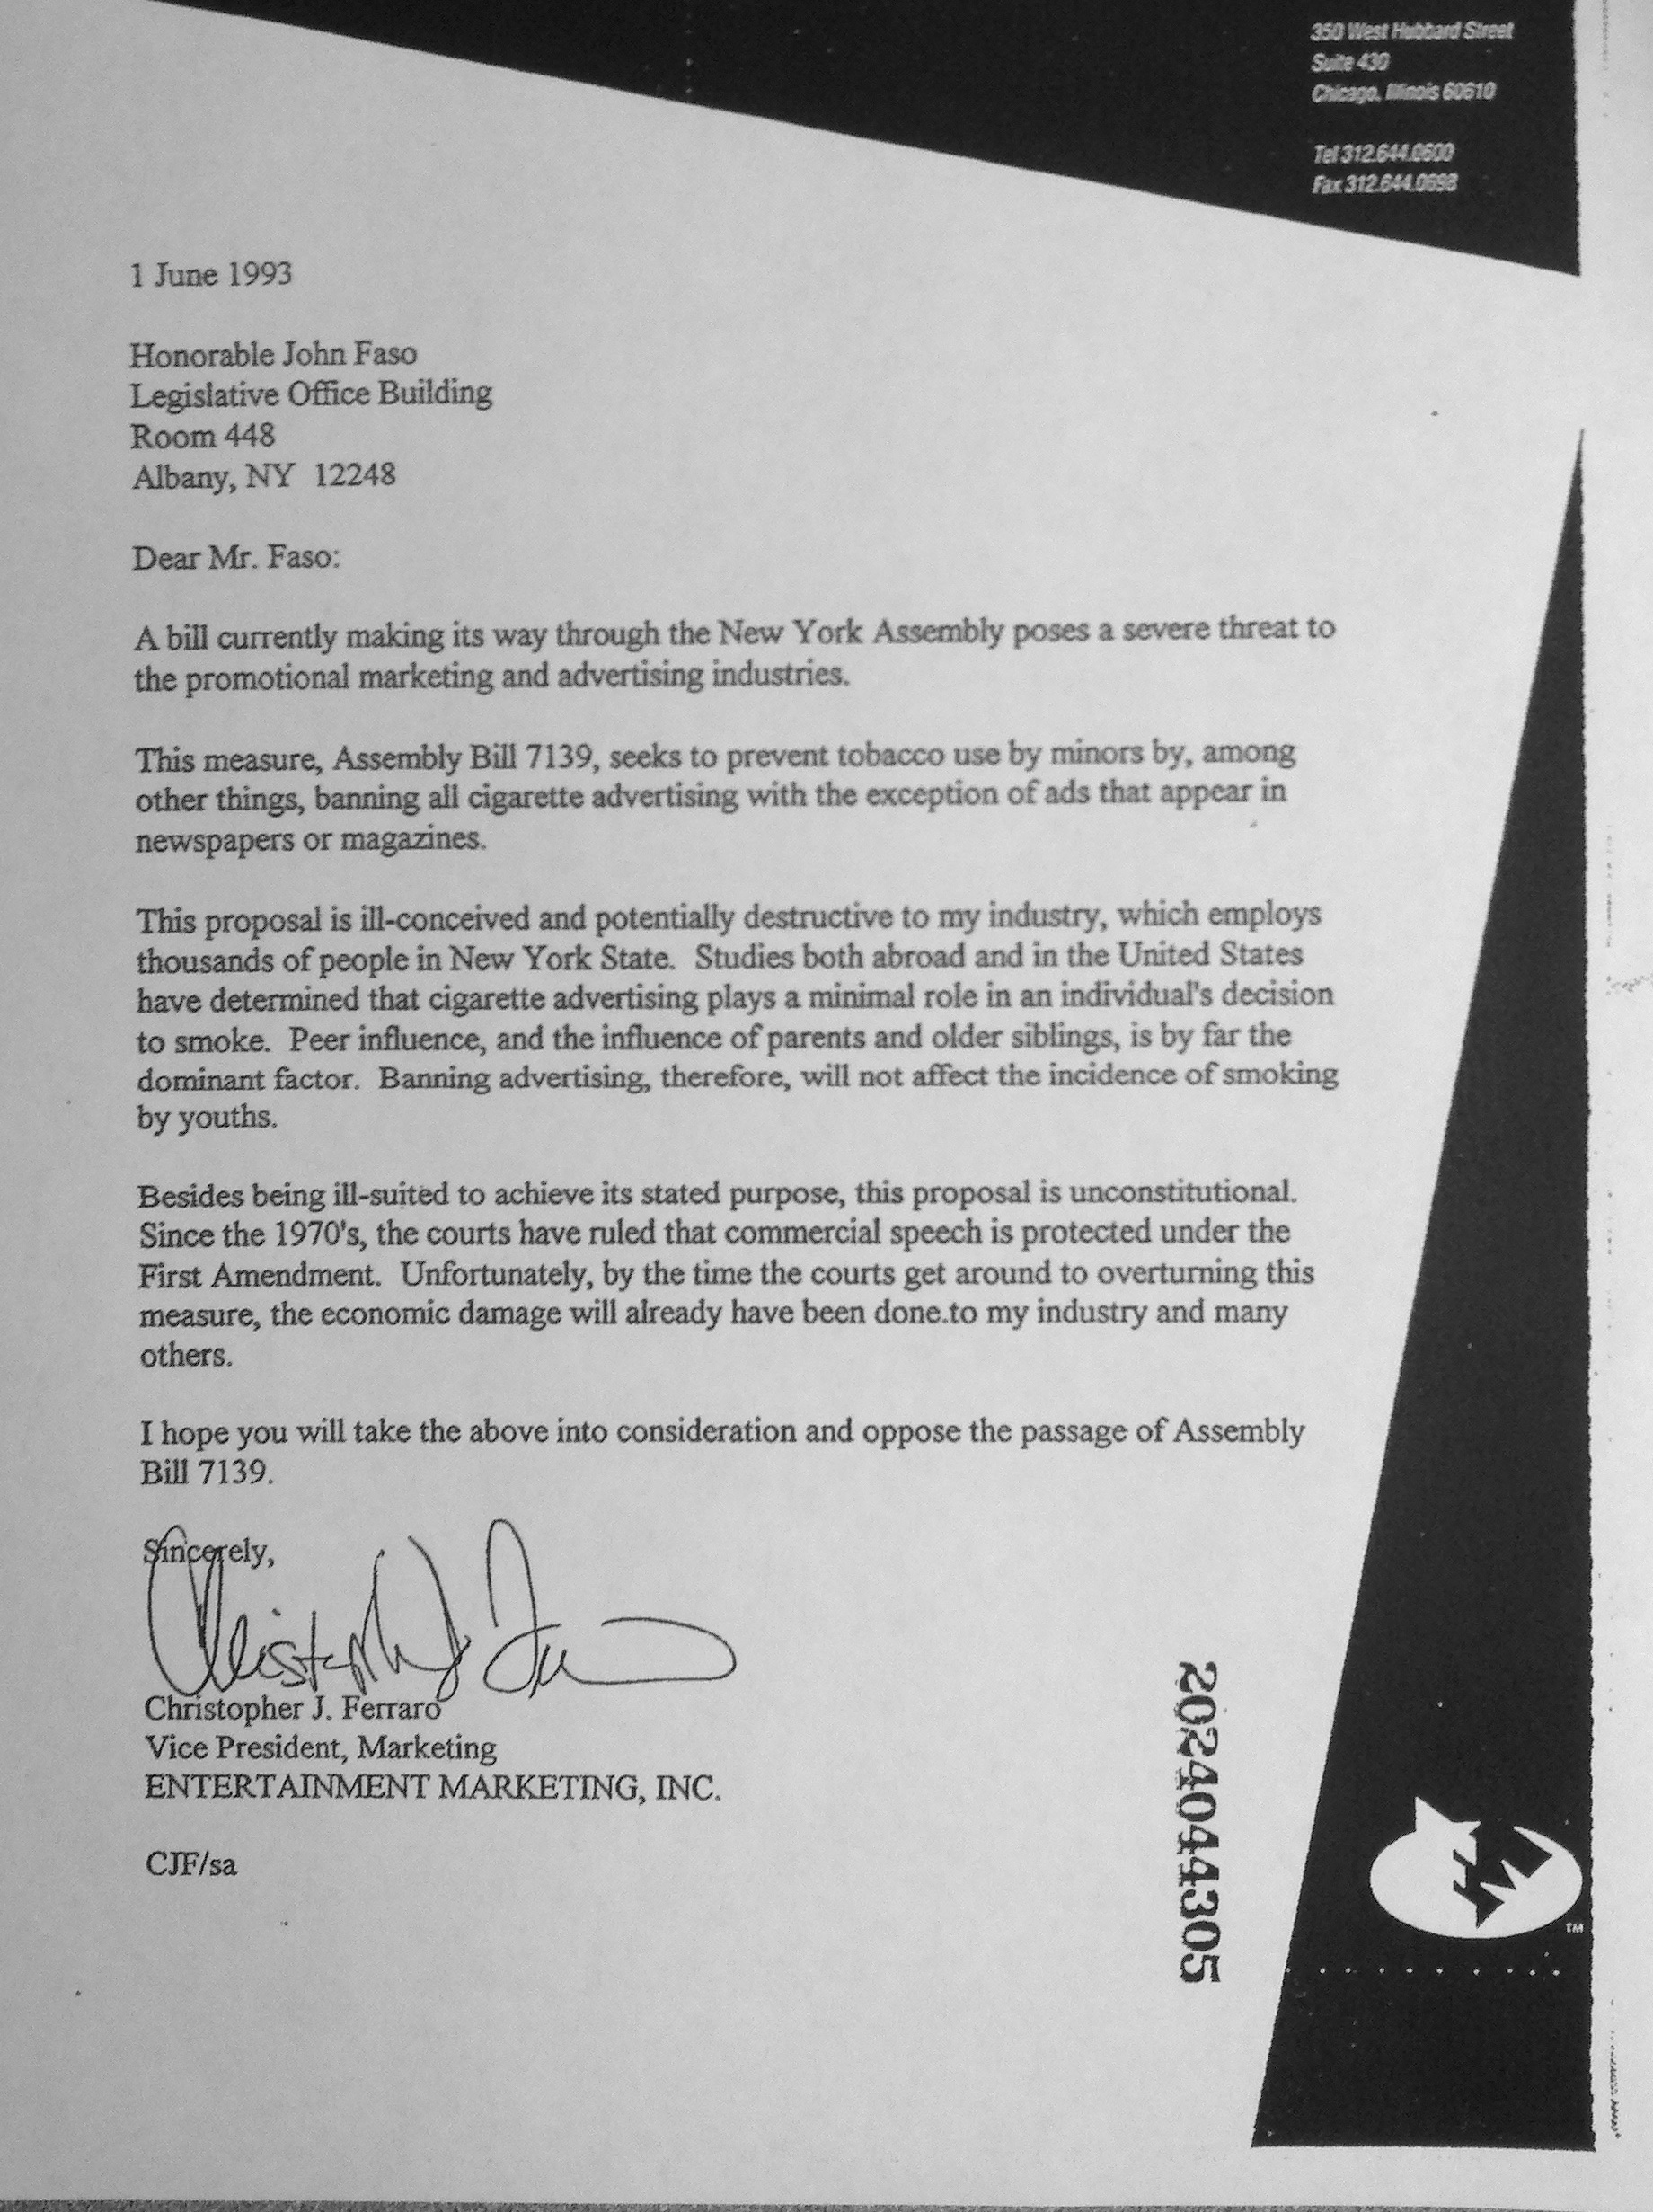 350 West Hubbard Street
Suite 430
Chicago, Illinois 60610
Tel 312.644.0600
Fax 312.644.0698
1 June 1993
Honorable John Faso
Legislative Office Building
Room 448
Albany, NY  12248
Dear Mr. Faso:
A bill currently making its way through the New York Assembly poses a severe threat to
the promotional marketing and advertising industries.
This measure, Assembly Bill 7139, seeks to prevent tobacco use by minors by, among
other things, banning all cigarette advertising with the exception of ads that appear in
newspapers or magazines.
This proposal is ill-conceived and potentially destructive to my industry, which employs
thousands of people in New York State.  Studies both abroad and in the United States
have determined that cigarette advertising plays a minimal role in an individual's decision
to smoke.  Peer influence, and the influence of parents and older siblings, is by far the
dominant factor.  Banning advertising, therefore, will not affect the incidence of smoking
by youths.
Besides being ill-suited to achieve its stated purpose, this proposal is unconstitutional.
Since the 1970's, the courts have ruled that commercial speech is protected under the
First Amendment.  Unfortunately, by the time the courts get around to overturning this
measure, the economic damage will already have been done.to my industry and many
others.
I hope you will take the above into consideration and oppose the passage of Assembly
Bill 7139.
Sincerely,
Christopher J. Ferraro
Vice President, Marketing
ENTERTAINMENT MARKETING, INC.
CJF/sa
2024044305
EM
TM